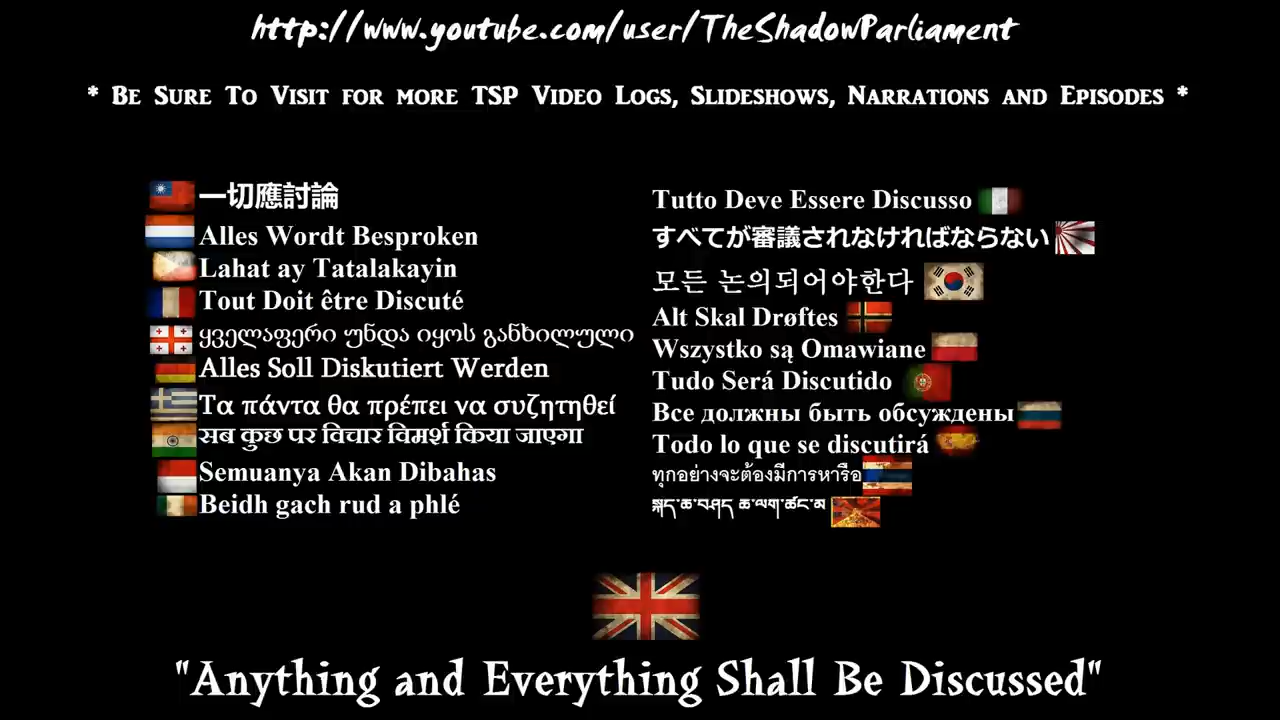 http://www.youtube.com/user/TheShadowParliament
* Be Sure To Visit for more TSP Video Logs, Slideshows, Narrations and Episodes *
一切應討論
Alles Wordt Besproken
Lahat ay Tatalakayin
Tout Doit être Discuté
ყველაფერი უნდა იყოს განხილული
Alles Soll Diskutiert Werden
Τα πάντα θα πρέπει να συζητηθεί
सब कुछ पर विचार विमर्श किया जाएगा
Semuanya Akan Dibahas
Beidh gach rud a phlé
Tutto Deve Essere Discusso
すべてが審議されなければならない
모든 논의되어야한다
Alt Skal Drøftes
Wszystko są Omawiane
Tudo Será Discutido
Все должны быть обсуждены
Todo lo que se discutirá
ทุกอย่างจะต้องมีการหารือ
སྐད་ཆ་བཤད ཆ་ལག་ཚང་མ
"Anything and Everything Shall Be Discussed"